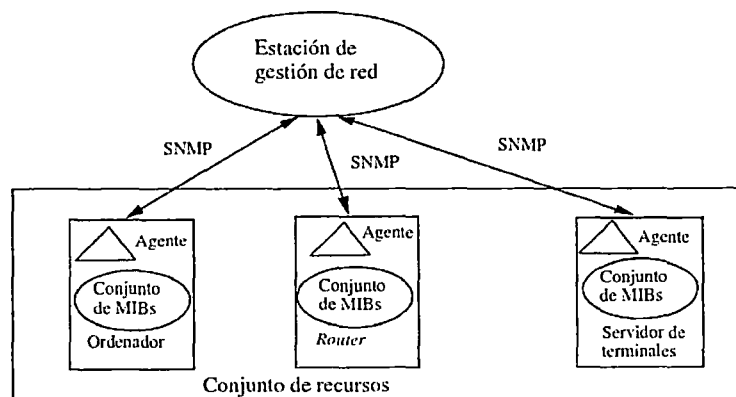 Estación de
gestión de red
SNMP
SNMP
SNMP
Agente
Conjunto
de MIBs
Ordenador
Agente
Conjunto
de MIBs
Router
Agente
Conjunto
de MIBs
Servidor de
terminales
Conjunto de recursos